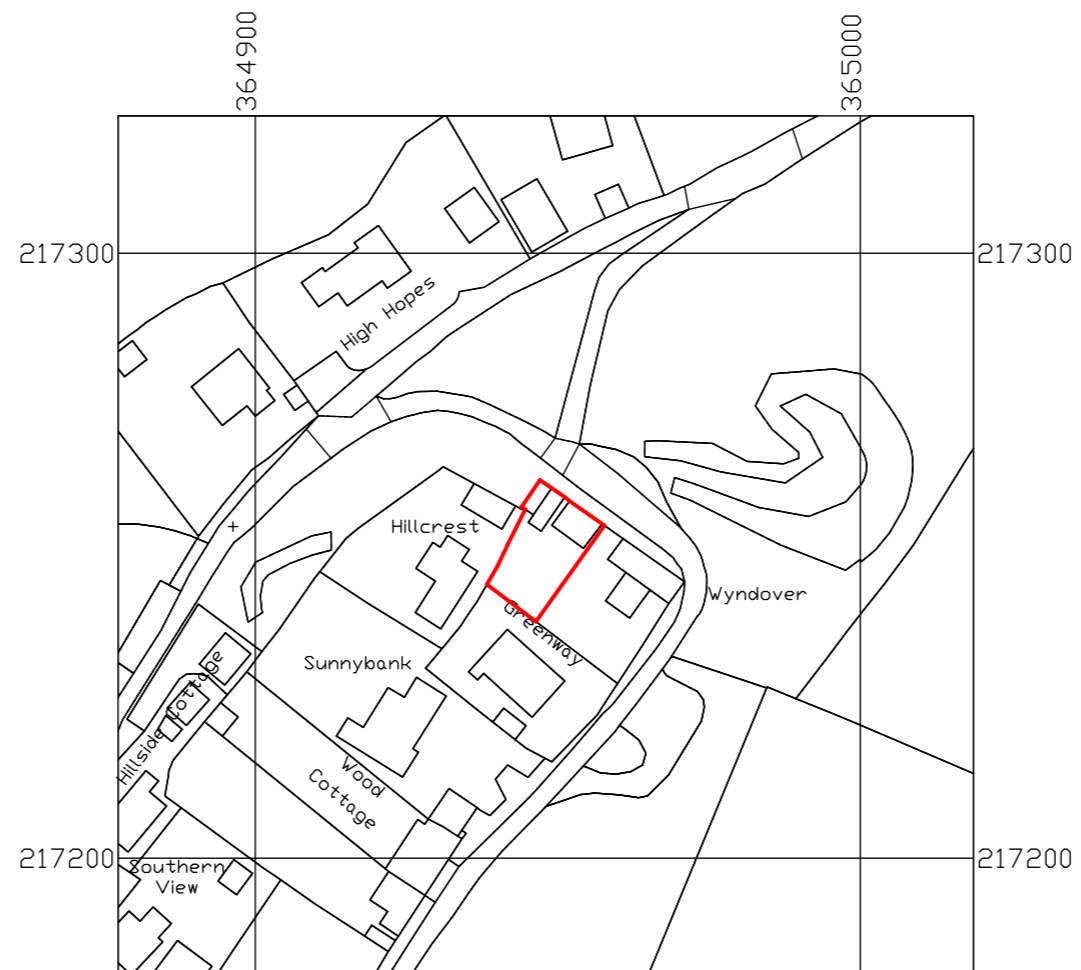 364900
365000
217300
217300
High Hopes
Hillcrest
Wyndover
Greenway
Sunnybank
Hillside Cottage
Wood
Cottage
217200
217200
Southern
View